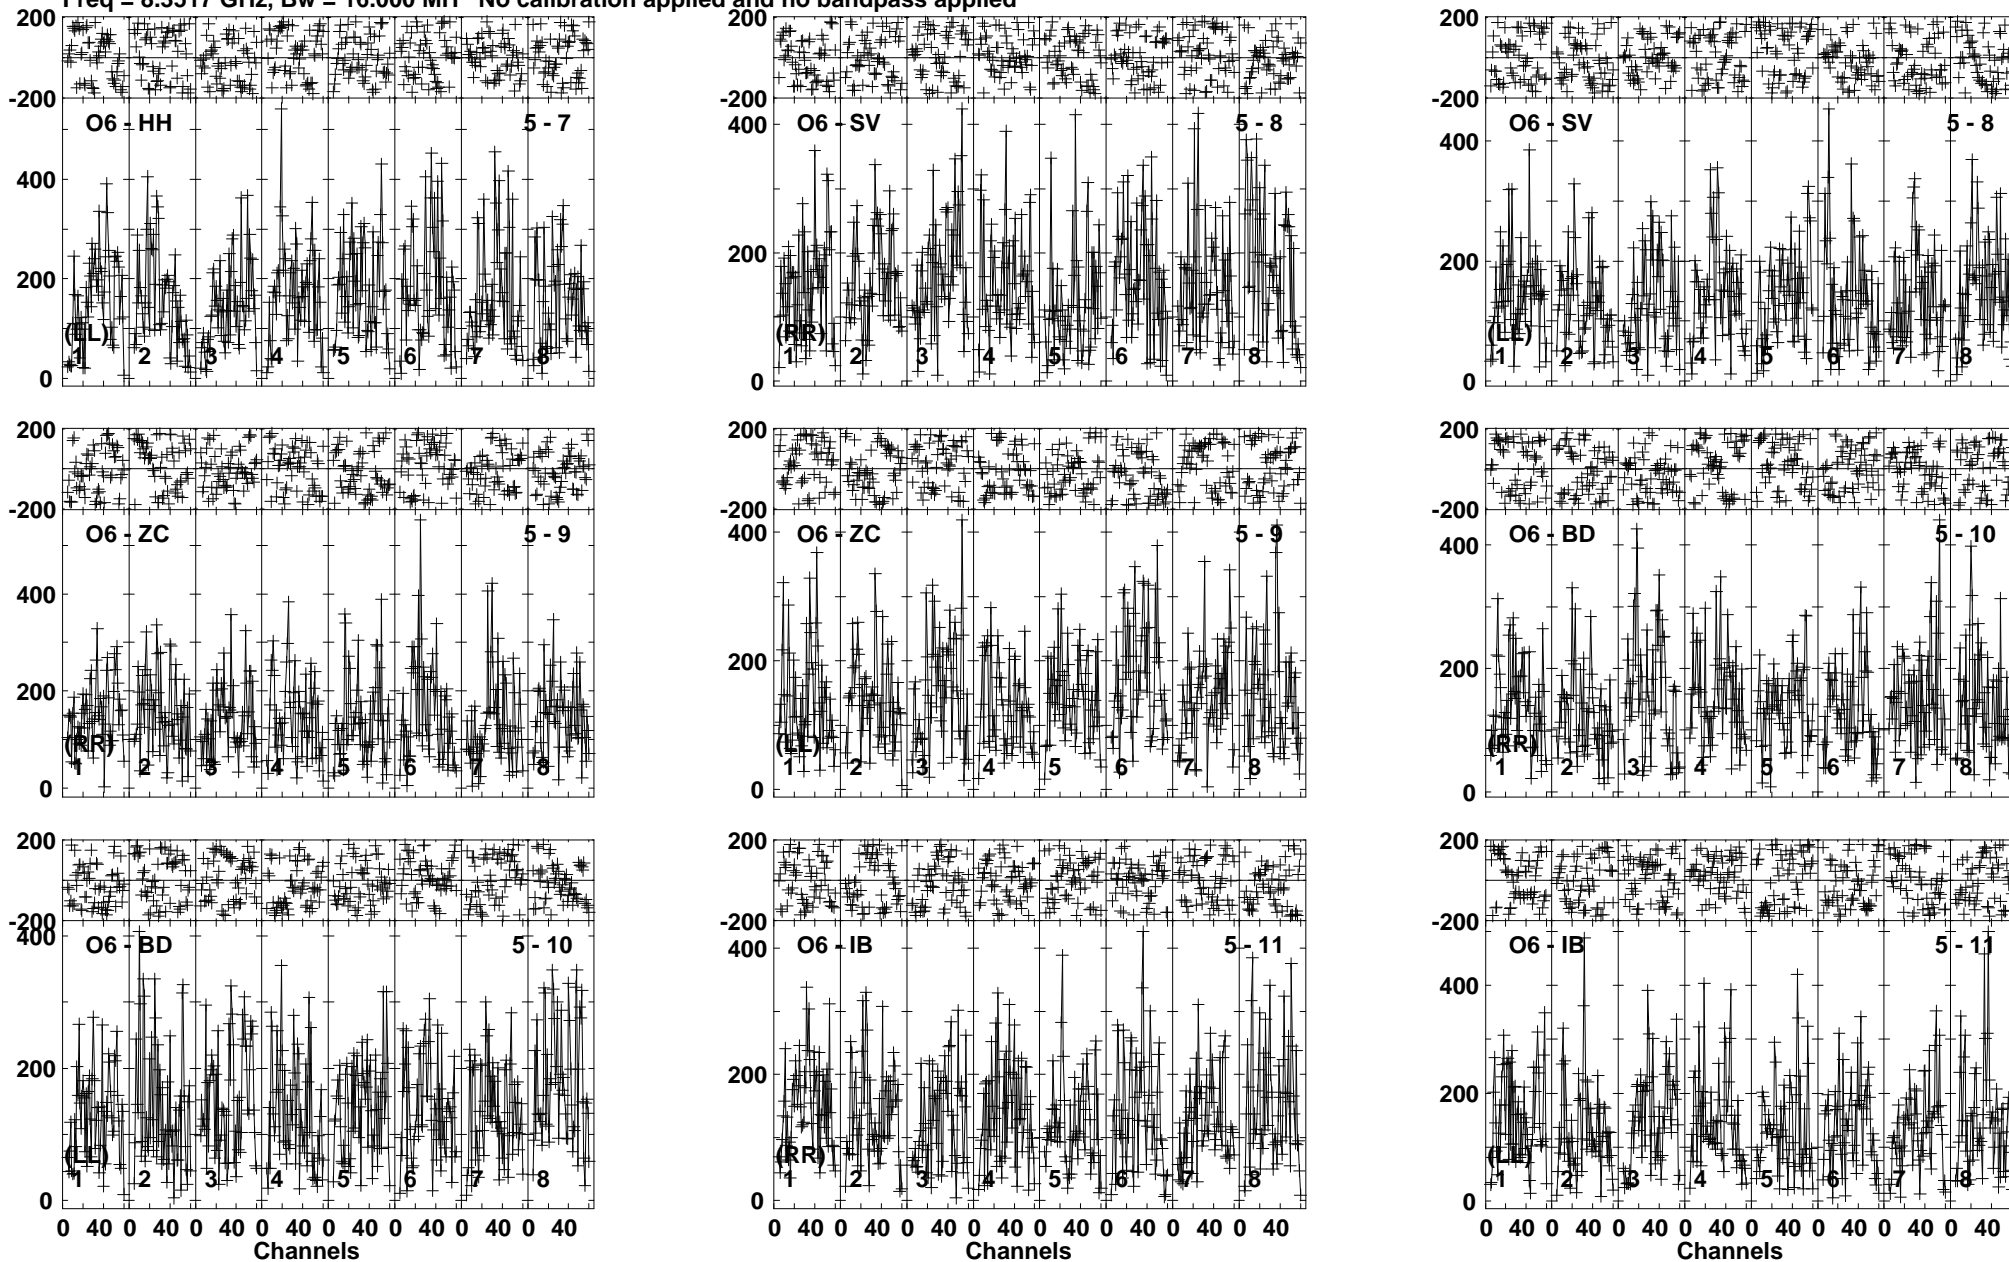 Freq = 8.3517 GHz, Bw = 16.000 MH No calibration applied and no bandpass applied
200 200 200
-200 -200 -200
O6 - HH 5 - 7 O6 - SV 5 - 8 O6 - SV 5 - 8
400 400 400
200 200 200
(LL) (RR) (LL)
1 2 3 4 5 6 7 8 1 2 3 4 5 6 7 8 1 2 3 4 5 6 7 8
0 0 0
200 200 200
-200 -200 -200
O6 - ZC 5 - 9 O6 - ZC 5 - 9 O6 - BD 5 - 10
400 400 400
200 200 200
(RR) (LL) (RR)
1 2 3 4 5 6 7 8 1 2 3 4 5 6 7 8 1 2 3 4 5 6 7 8
0 0 0
200 200 200
-200 -200 -200
O6 - BD 5 - 10 O6 - IB 5 - 11 O6 - IB 5 - 11
400 400 400
200 200 200
(LL) (RR) (LL)
1 2 3 4 5 6 7 8 1 2 3 4 5 6 7 8 1 2 3 4 5 6 7 8
0 0 0
0 40 0 40 0 40 0 40 0 40 0 40 0 40 0 40 0 40 0 40 0 40 0 40 0 40 0 40 0 40 0 40 0 40 0 40 0 40 0 40 0 40 0 40 0 40 0 40
Channels Channels Channels